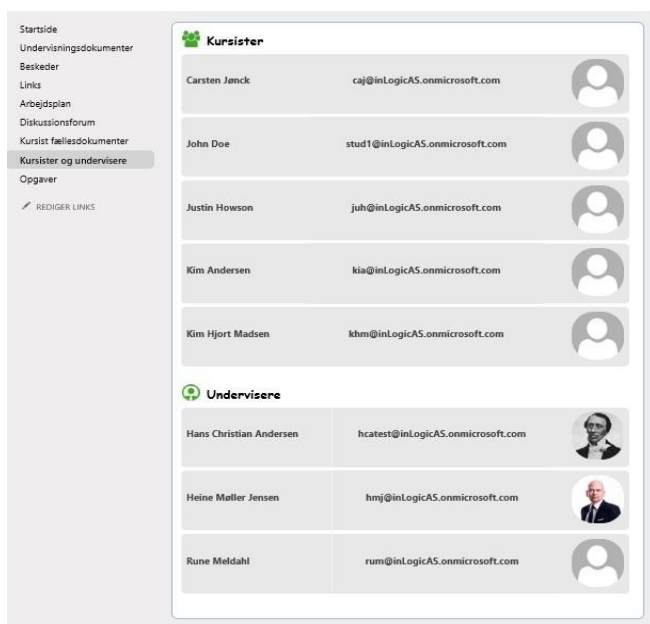 Startside
Undervisningsdokumenter
Beskeder
Links
Arbejdsplan
Diskussionsforum
Kursist fællesdokumenter
Kursister og undervisere
Opgaver
REDIGER LINKS
Kursister
Carsten Jønck caj@inLogicAS.onmicrosoft.com
John Doe stud1@inLogicAS.onmicrosoft.com
Justin Howson juh@inLogicAS.onmicrosoft.com
Kim Andersen kia@inLogicAS.onmicrosoft.com
Kim Hjort Madsen khm@inLogicAS.onmicrosoft.com
Undervisere
Hans Christian Andersen hcatest@inLogicAS.onmicrosoft.com
Heine Møller Jensen hmj@inLogicAS.onmicrosoft.com
Rune Meldahl rum@inLogicAS.onmicrosoft.com